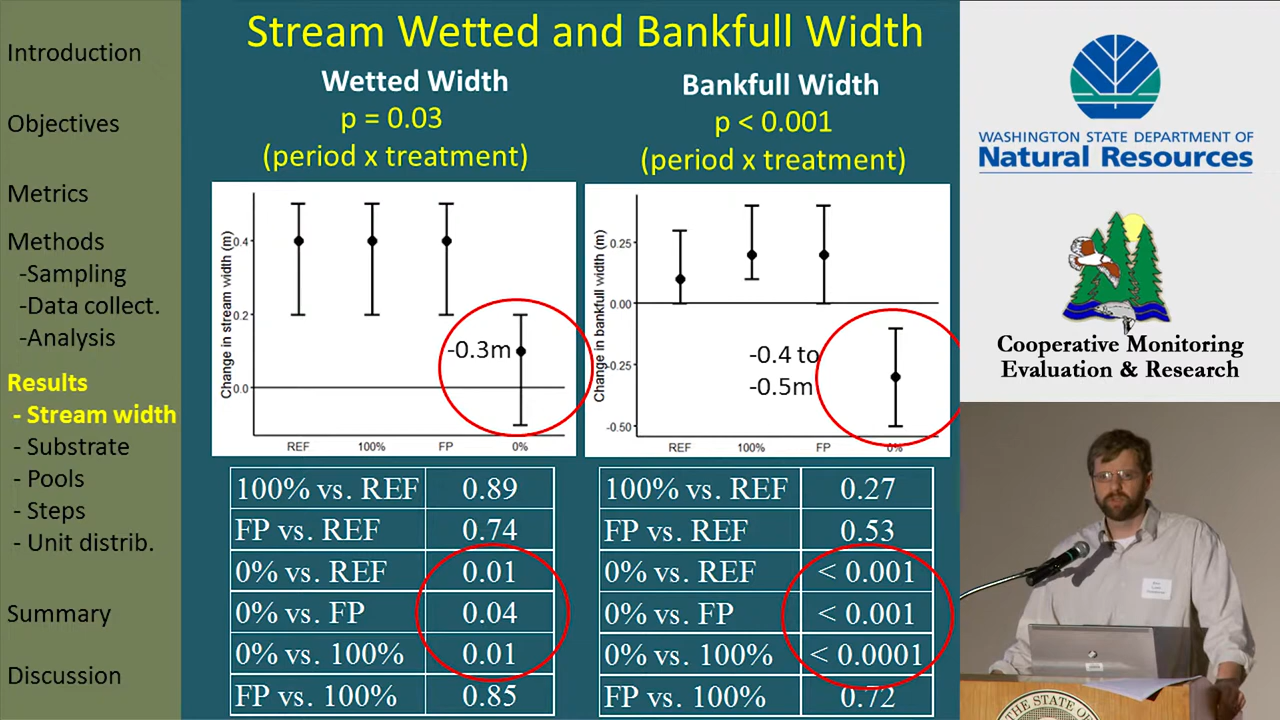 Stream Wetted and Bankfull Width
Introduction
Objectives
Metrics
Methods
-Sampling
-Data collect.
-Analysis
Results
- Stream width
- Substrate
- Pools
- Steps
- Unit distrib.
Summary
Discussion
Wetted Width
p = 0.03
(period x treatment)
Change in stream width (m)
0.4
0.2
0.0
-0.3m
REF 100% FP 0%
100% vs. REF 0.89
FP vs. REF 0.74
0% vs. REF 0.01
0% vs. FP 0.04
0% vs. 100% 0.01
FP vs. 100% 0.85
Bankfull Width
p < 0.001
(period x treatment)
Change in bankfull width (m)
0.25
0.00
-0.25
-0.50
-0.4 to
-0.5m
REF 100% FP 0%
100% vs. REF 0.27
FP vs. REF 0.53
0% vs. REF < 0.001
0% vs. FP < 0.001
0% vs. 100% < 0.0001
FP vs. 100% 0.72
WASHINGTON STATE DEPARTMENT OF
Natural Resources
Cooperative Monitoring
Evaluation & Research
THE STATE OF